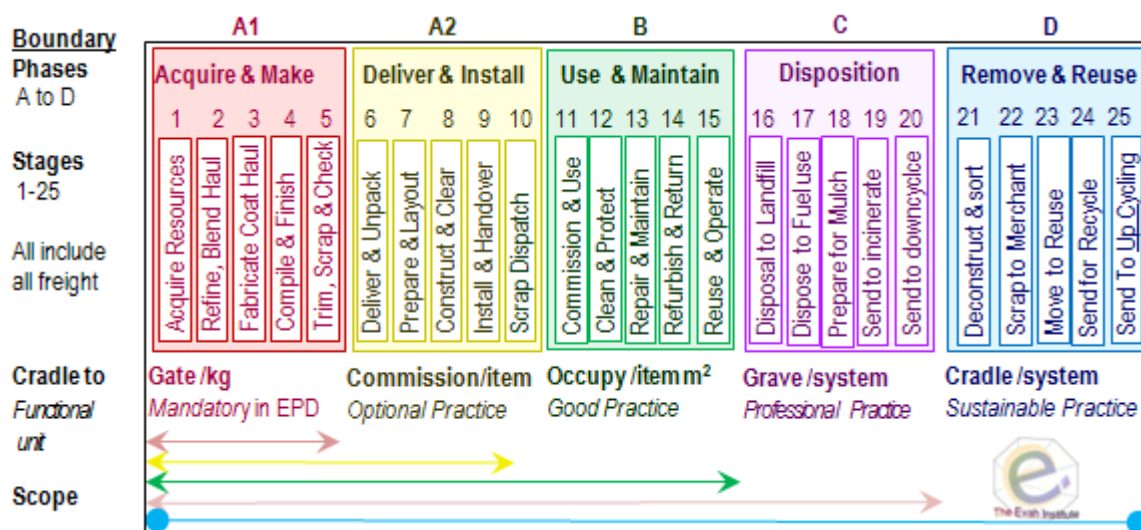 A1 A2 B C D
Boundary
Phases
A to D
Acquire & Make Deliver & Install Use & Maintain Disposition Remove & Reuse
1 2 3 4 5 6 7 8 9 10 11 12 13 14 15 16 17 18 19 20 21 22 23 24 25
Stages
1-25
All include
all freight
Acquire Resources
Refine, Blend Haul
Fabricate Coat Haul
Compile & Finish
Trim, Scrap & Check
Deliver & Unpack
Prepare & Layout
Construct & Clear
Install & Handover
Scrap Dispatch
Commission & Use
Clean & Protect
Repair & Maintain
Refurbish & Return
Reuse & Operate
Disposal to Landfill
Dispose to Fuel use
Prepare for Mulch
Send to incinerate
Send to downcyclce
Deconstruct & sort
Scrap to Merchant
Move to Reuse
Send for Recycle
Send To Up Cycling
Cradle to Gate /kg Commission/item Occupy /item m² Grave /system Cradle /system
Functional Mandatory in EPD Optional Practice Good Practice Professional Practice Sustainable Practice
unit
Scope
e
The Evah Institute